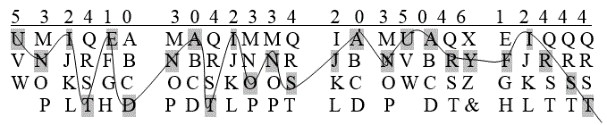 5 3 2 4 1 0 3 0 4 2 3 3 4 2 0 3 5 0 4 6 1 2 4 4 4
U M I Q E A M A Q I M M Q I A M U A Q X E I Q Q Q
V N J R F B N B R J N N R J B N V B R Y F J R R R
W O K S G C O C S K O O S K C O W C S Z G K S S S
P L T H D P D T L P P T L D P D T & H L T T T